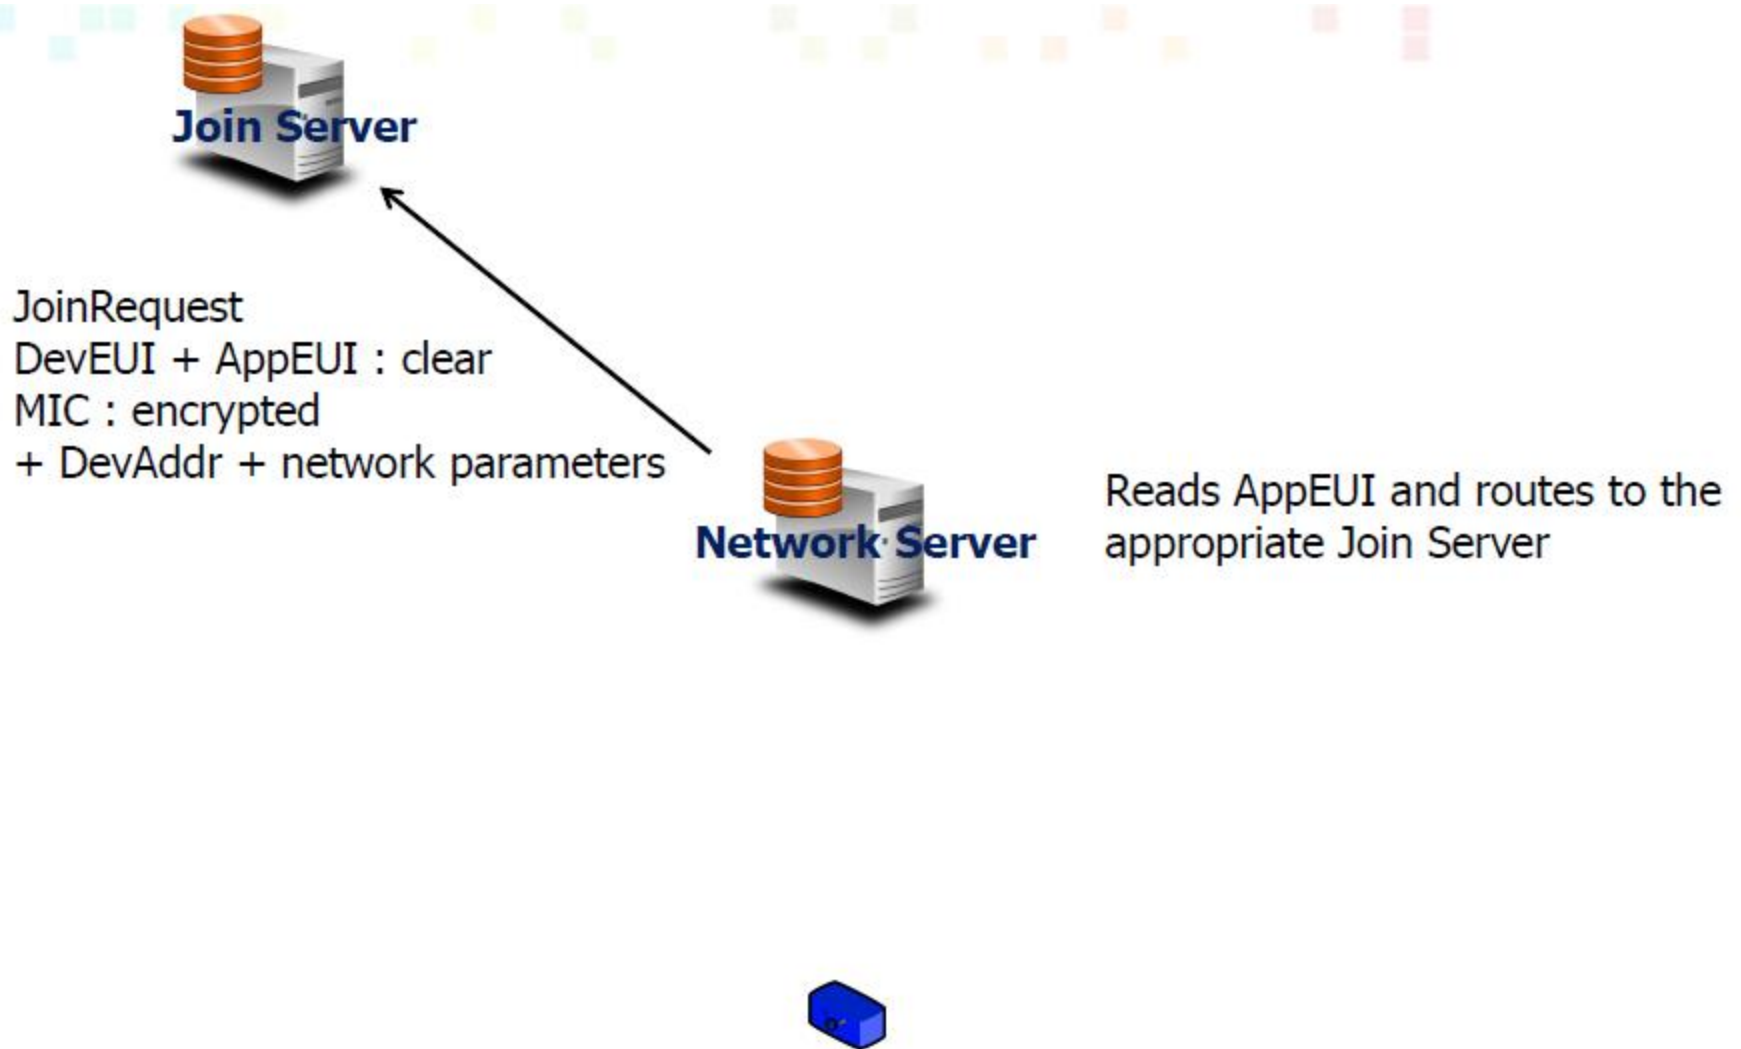 Join Server
JoinRequest
DevEUI + AppEUI : clear
MIC : encrypted
+ DevAddr + network parameters
Network Server
Reads AppEUI and routes to the
appropriate Join Server